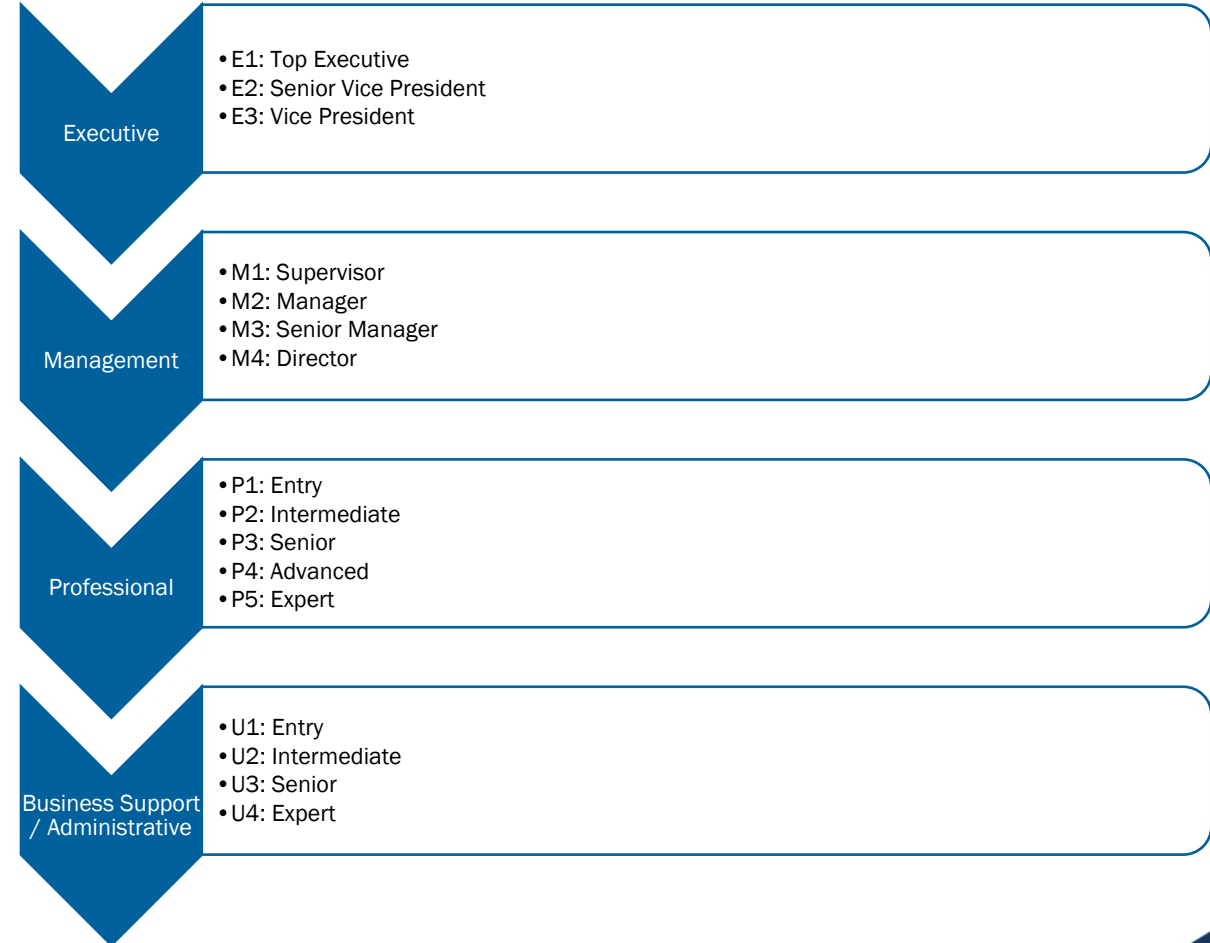 Executive
•E1: Top Executive
•E2: Senior Vice President
•E3: Vice President
Management
•M1: Supervisor
•M2: Manager
•M3: Senior Manager
•M4: Director
Professional
•P1: Entry
•P2: Intermediate
•P3: Senior
•P4: Advanced
•P5: Expert
Business Support
/ Administrative
•U1: Entry
•U2: Intermediate
•U3: Senior
•U4: Expert